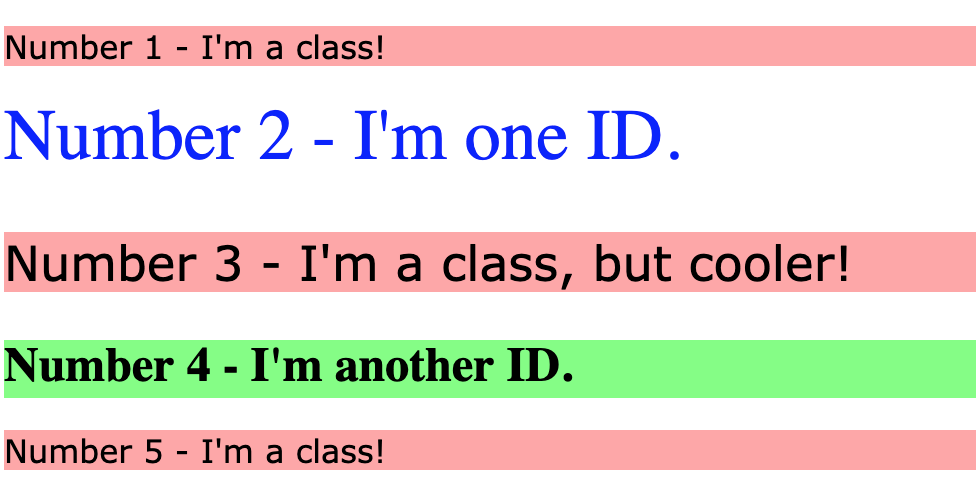 Number 1 - I'm a class!
Number 2 - I'm one ID.
Number 3 - I'm a class, but cooler!
Number 4 - I'm another ID.
Number 5 - I'm a class!